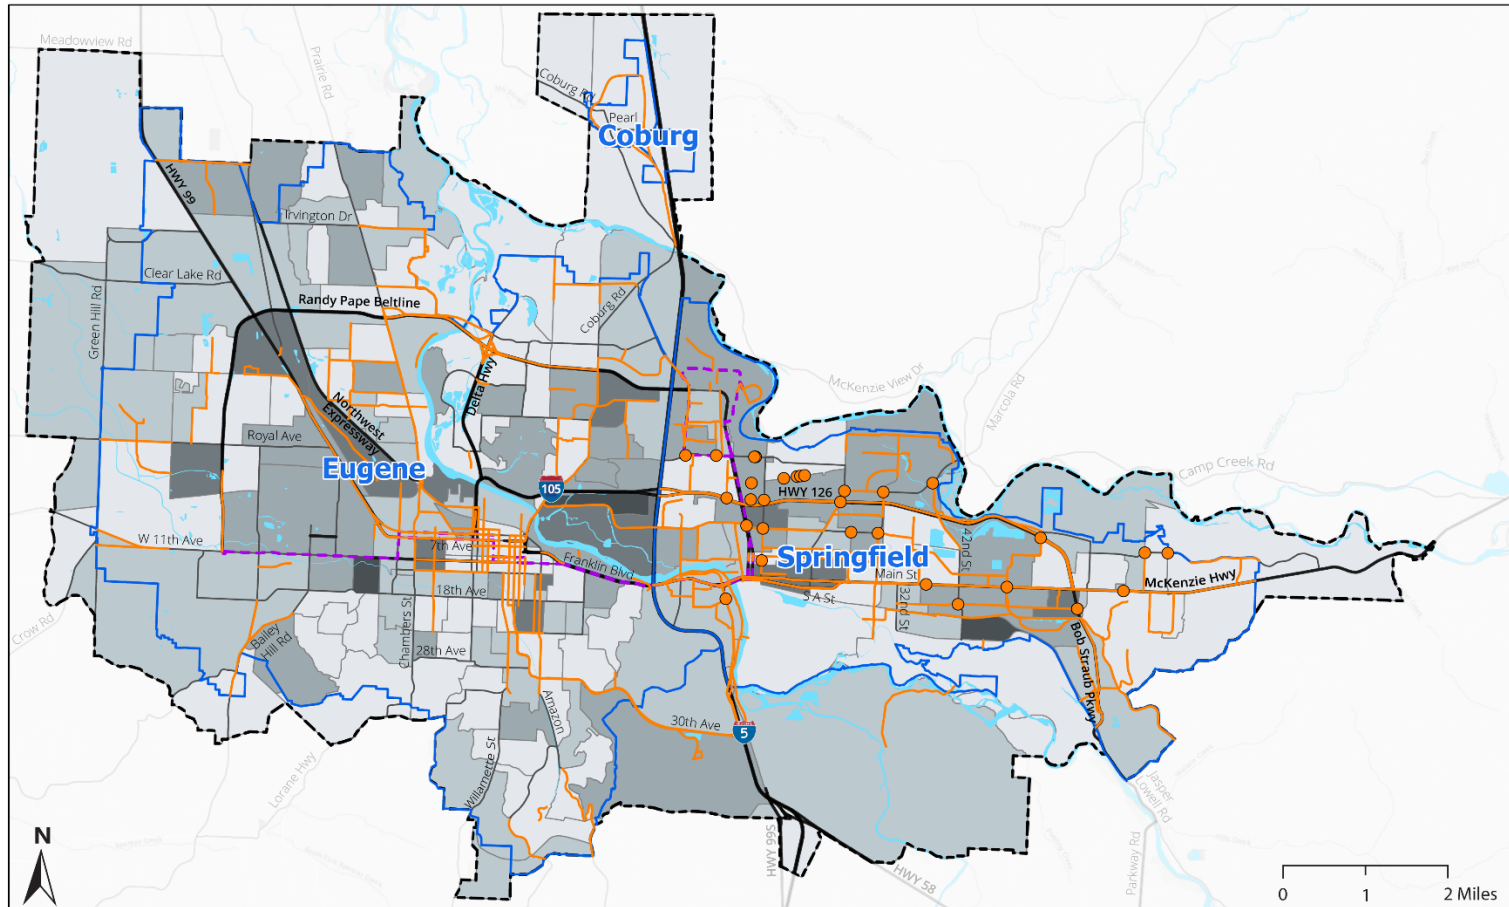 Meadowview Rd
Prairie Rd
Coburg Rd
Pearl
Coburg
HWY 99
Irvington Dr
Clear Lake Rd
Green Hill Rd
Randy Pape Beltline
Coburg Rd
Delta Hwy
McKenzie View Dr
Marcola Rd
Northwest
Expressway
Royal Ave
Eugene
105
HWY 126
Camp Creek Rd
W 11th Ave
7th Ave
Franklin Blvd
Springfield
42nd St
Main St
McKenzie Hwy
18th Ave
S A St
32nd St
Crow Rd
Bailey
Hill Rd
Chambers St
28th Ave
Bob Straub Pkwy
Amazon
30th Ave
5
Willamette St
Lorane Hwy
Jasper
Lowell Rd
Parkway Rd
HWY 99S
HWY 58
N
0 1 2 Miles